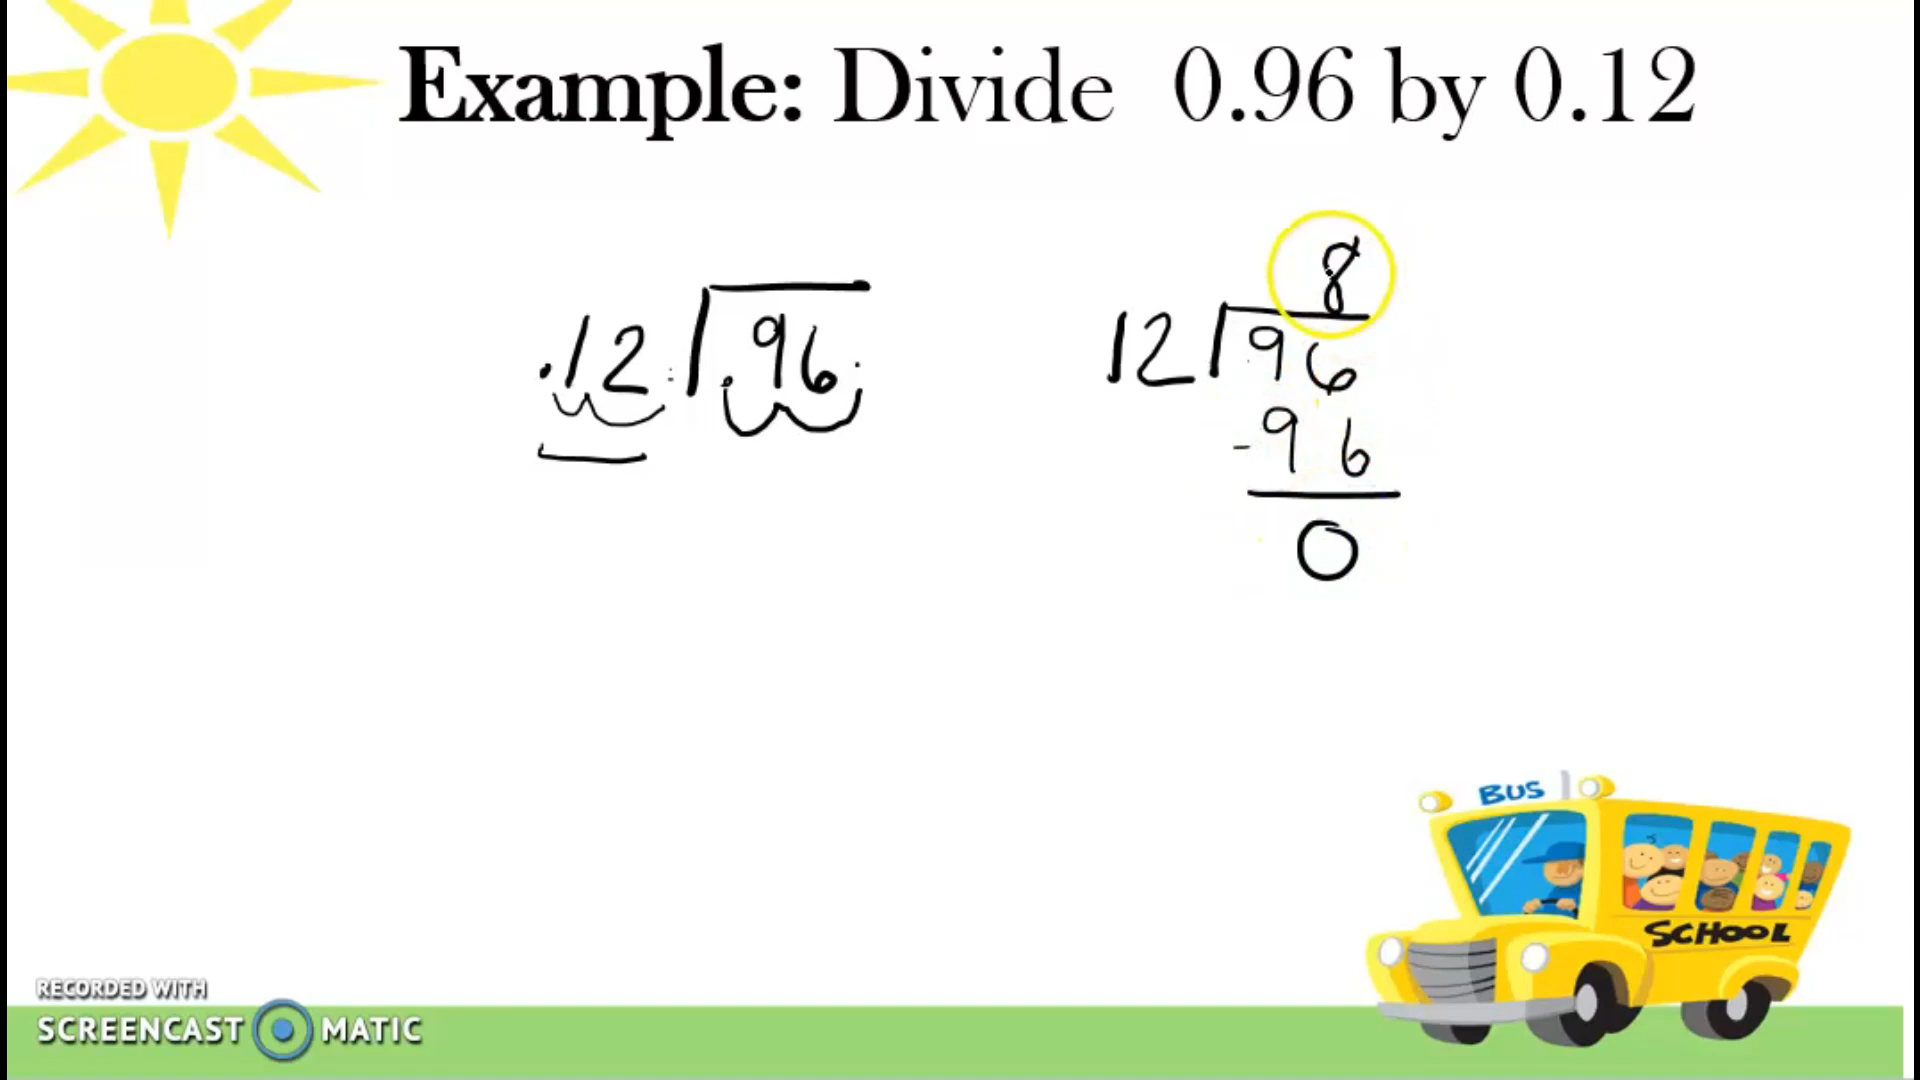 Example: Divide 0.96 by 0.12
8
.12 .96.
12 96
-96
0
BUS
SCHOOL
RECORDED WITH
SCREENCAST MATIC